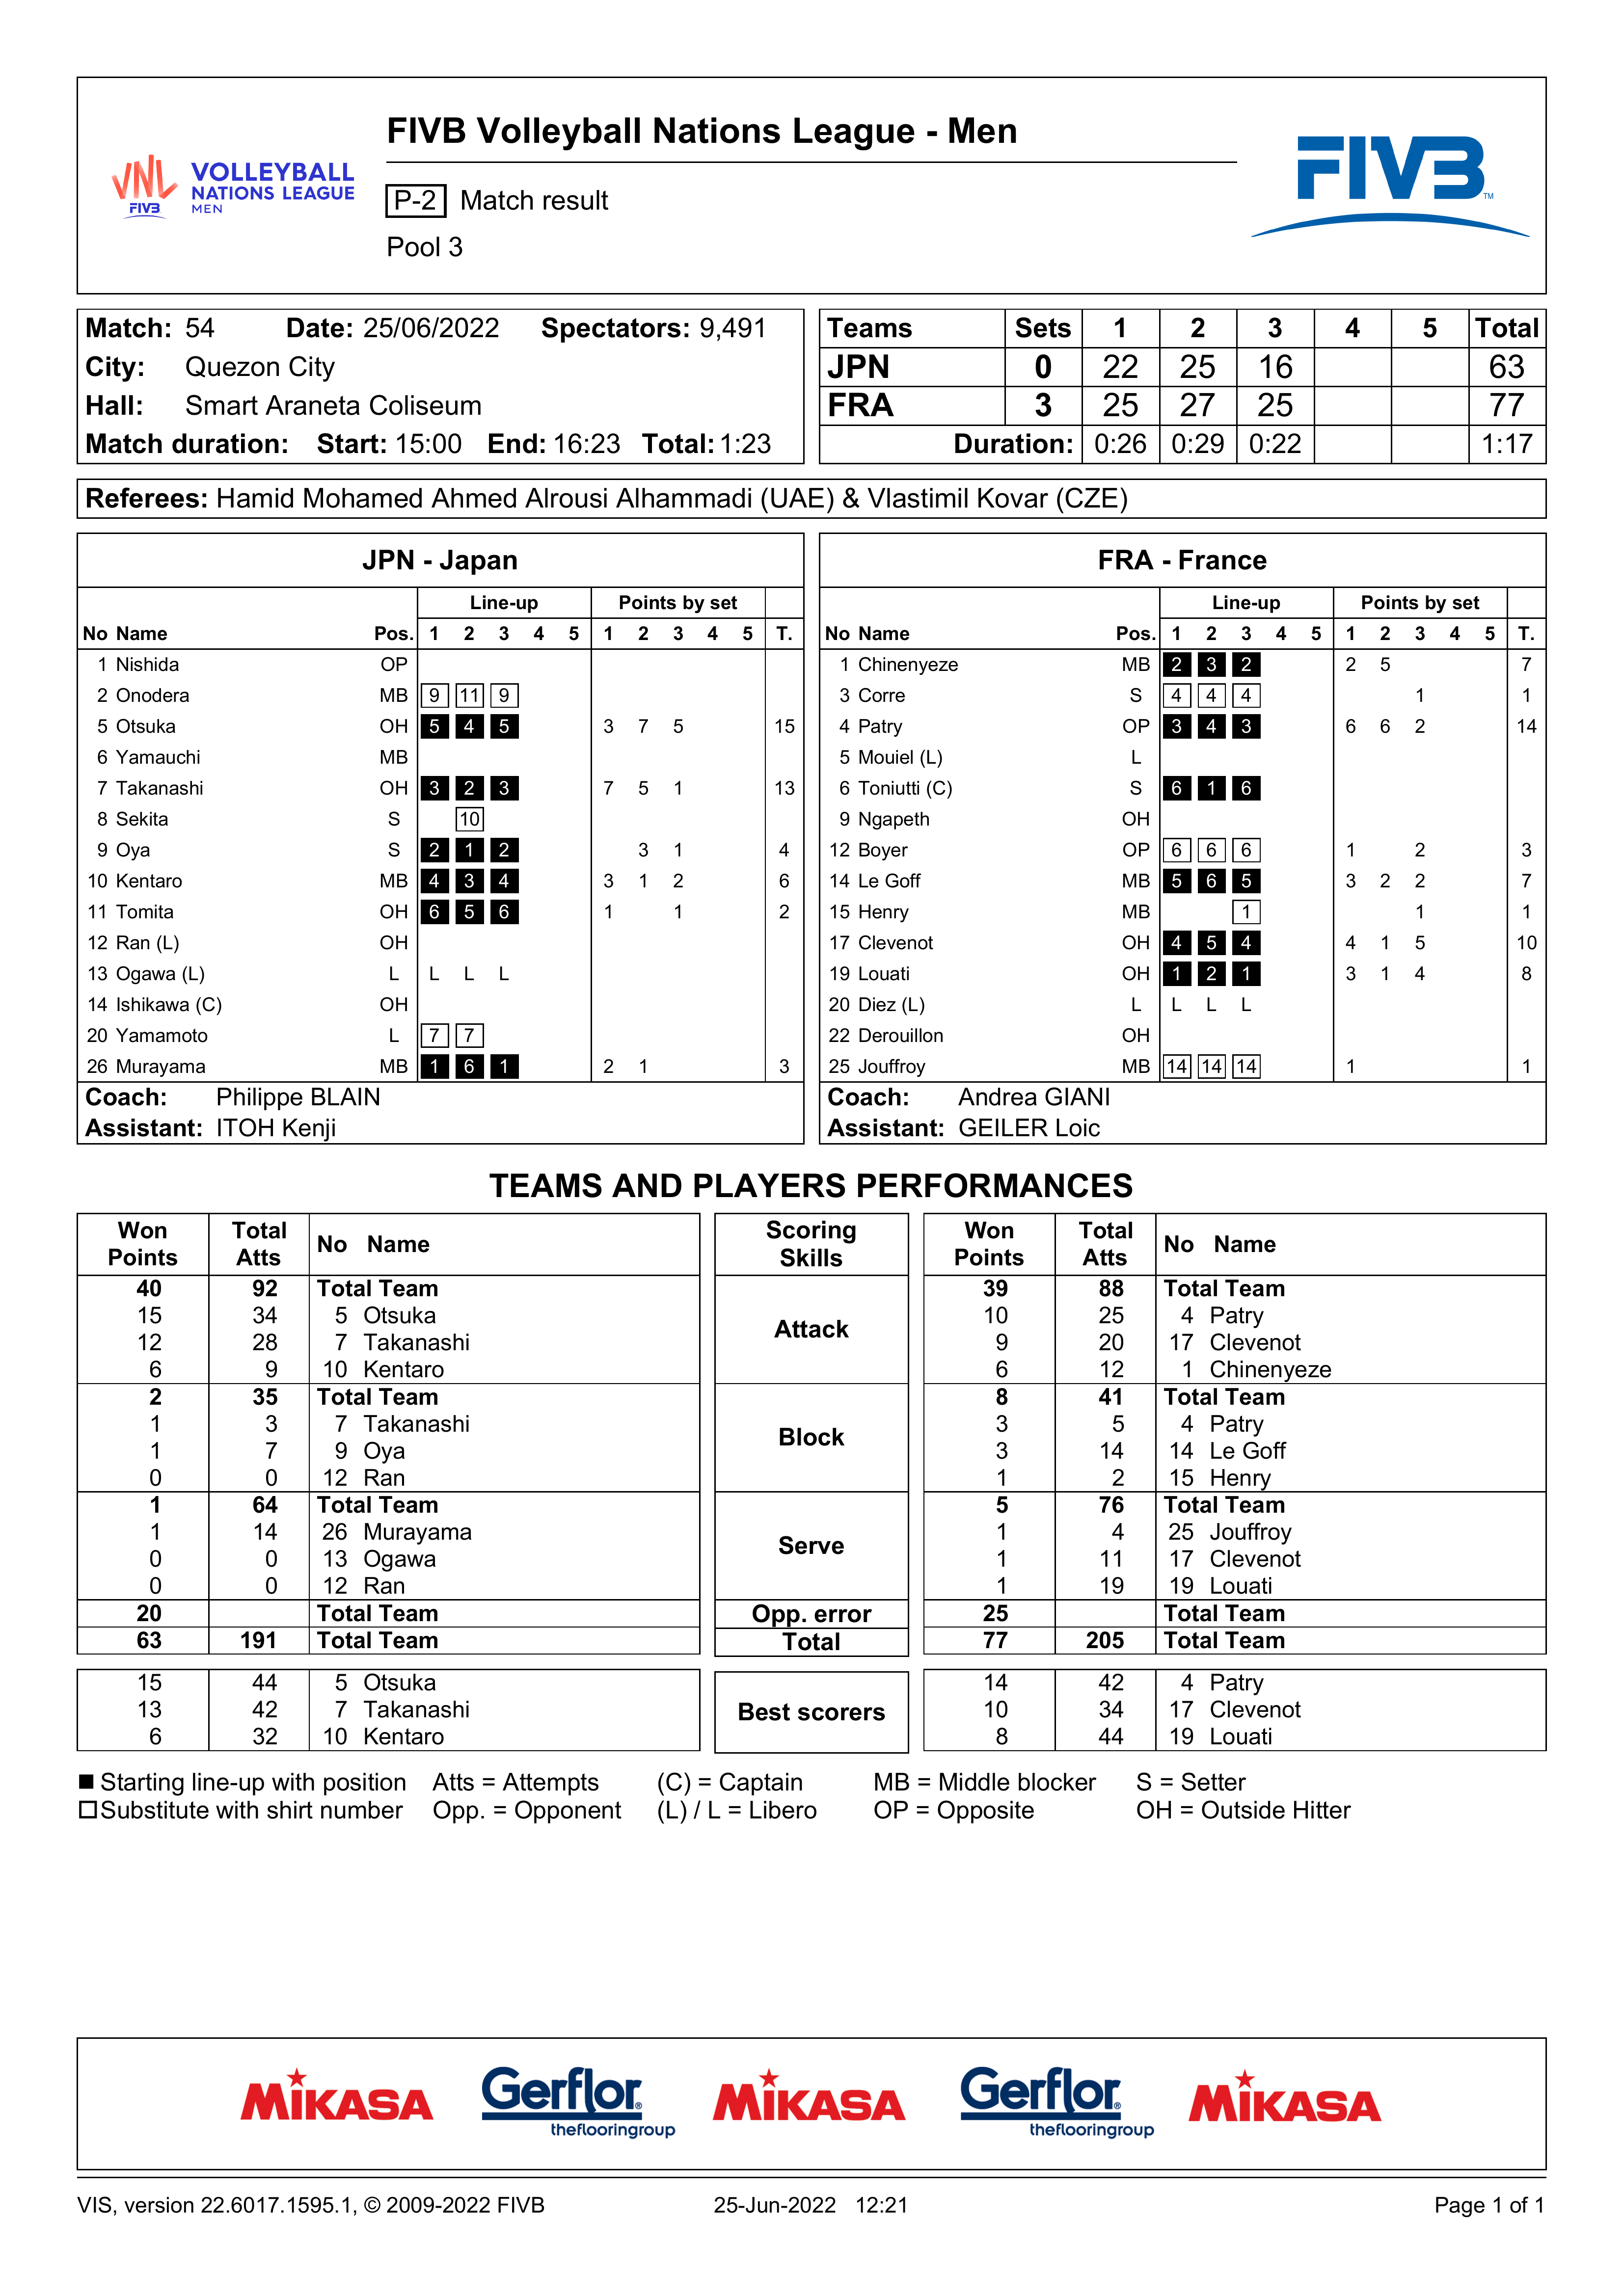 FIVB Volleyball Nations League - Men
VNL FIVB VOLLEYBALL NATIONS LEAGUE MEN
P-2 Match result
Pool 3
FIVB TM
Match: 54 Date: 25/06/2022 Spectators: 9,491
City: Quezon City
Hall: Smart Araneta Coliseum
Match duration: Start: 15:00 End: 16:23 Total: 1:23
Teams Sets 1 2 3 4 5 Total
JPN 0 22 25 16 63
FRA 3 25 27 25 77
Duration: 0:26 0:29 0:22 1:17
Referees: Hamid Mohamed Ahmed Alrousi Alhammadi (UAE) & Vlastimil Kovar (CZE)
JPN - Japan
Line-up Points by set
No Name Pos. 1 2 3 4 5 1 2 3 4 5 T.
1 Nishida OP
2 Onodera MB 9 11 9
5 Otsuka OH 5 4 5 3 7 5 15
6 Yamauchi MB
7 Takanashi OH 3 2 3 7 5 1 13
8 Sekita S 10
9 Oya S 2 1 2 3 1 4
10 Kentaro MB 4 3 4 3 1 2 6
11 Tomita OH 6 5 6 1 1 2
12 Ran (L) OH
13 Ogawa (L) L L L L
14 Ishikawa (C) OH
20 Yamamoto L 7 7
26 Murayama MB 1 6 1 2 1 3
Coach: Philippe BLAIN
Assistant: ITOH Kenji
FRA - France
Line-up Points by set
No Name Pos. 1 2 3 4 5 1 2 3 4 5 T.
1 Chinenyeze MB 2 3 2 2 5 7
3 Corre S 4 4 4 1 1
4 Patry OP 3 4 3 6 6 2 14
5 Mouiel (L) L
6 Toniutti (C) S 6 1 6
9 Ngapeth OH
12 Boyer OP 6 6 6 1 2 3
14 Le Goff MB 5 6 5 3 2 2 7
15 Henry MB 1 1 1
17 Clevenot OH 4 5 4 4 1 5 10
19 Louati OH 1 2 1 3 1 4 8
20 Diez (L) L L L L
22 Derouillon OH
25 Jouffroy MB 14 14 14 1 1
Coach: Andrea GIANI
Assistant: GEILER Loic
TEAMS AND PLAYERS PERFORMANCES
Won Points Total Atts No Name Scoring Skills Won Points Total Atts No Name
40 92 Total Team Attack 39 88 Total Team
15 34 5 Otsuka 10 25 4 Patry
12 28 7 Takanashi 9 20 17 Clevenot
6 9 10 Kentaro 6 12 1 Chinenyeze
2 35 Total Team Block 8 41 Total Team
1 3 7 Takanashi 3 5 4 Patry
1 7 9 Oya 3 14 14 Le Goff
0 0 12 Ran 1 2 15 Henry
1 64 Total Team Serve 5 76 Total Team
1 14 26 Murayama 1 4 25 Jouffroy
0 0 13 Ogawa 1 11 17 Clevenot
0 0 12 Ran 1 19 19 Louati
20 Total Team Opp. error 25 Total Team
63 191 Total Team Total 77 205 Total Team
15 44 5 Otsuka Best scorers 14 42 4 Patry
13 42 7 Takanashi 10 34 17 Clevenot
6 32 10 Kentaro 8 44 19 Louati
Starting line-up with position Atts = Attempts (C) = Captain MB = Middle blocker S = Setter
Substitute with shirt number Opp. = Opponent (L) / L = Libero OP = Opposite OH = Outside Hitter
MIKASA Gerflor® theflooringgroup MIKASA Gerflor® theflooringgroup MIKASA
VIS, version 22.6017.1595.1, © 2009-2022 FIVB 25-Jun-2022 12:21 Page 1 of 1